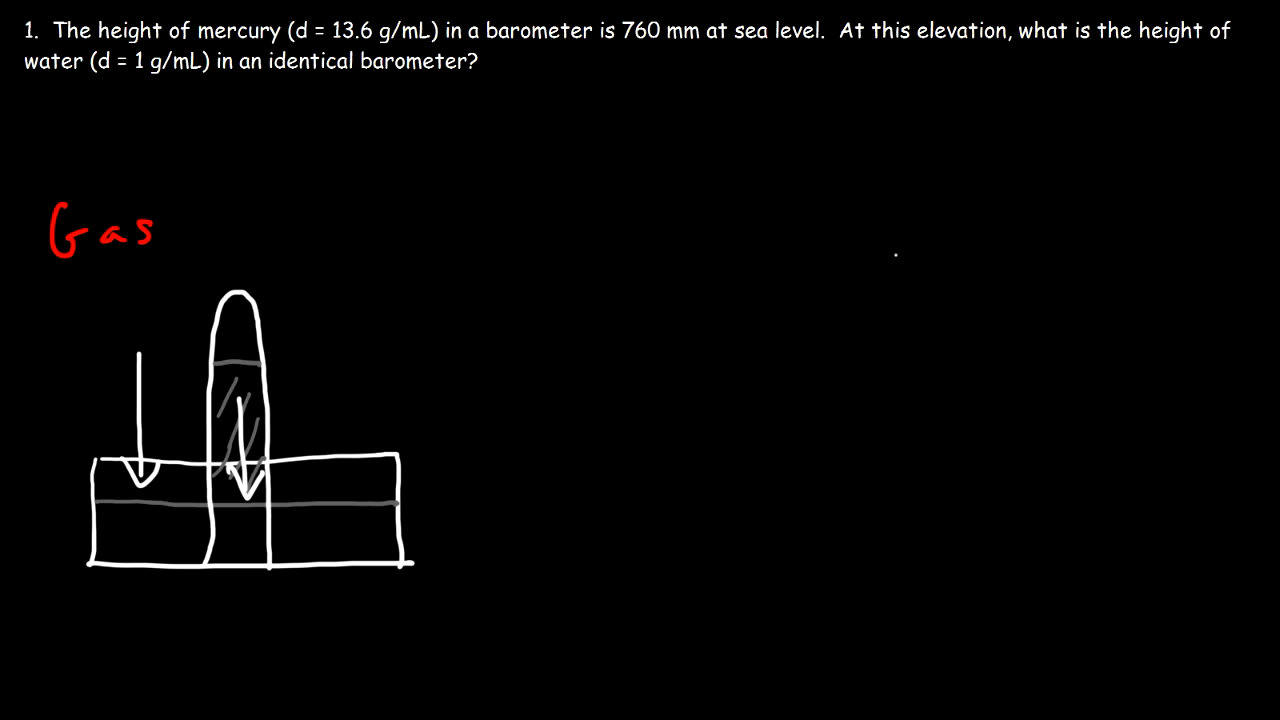 1. The height of mercury (d = 13.6 g/mL) in a barometer is 760 mm at sea level. At this elevation, what is the height of
water (d = 1 g/mL) in an identical barometer?
Gas